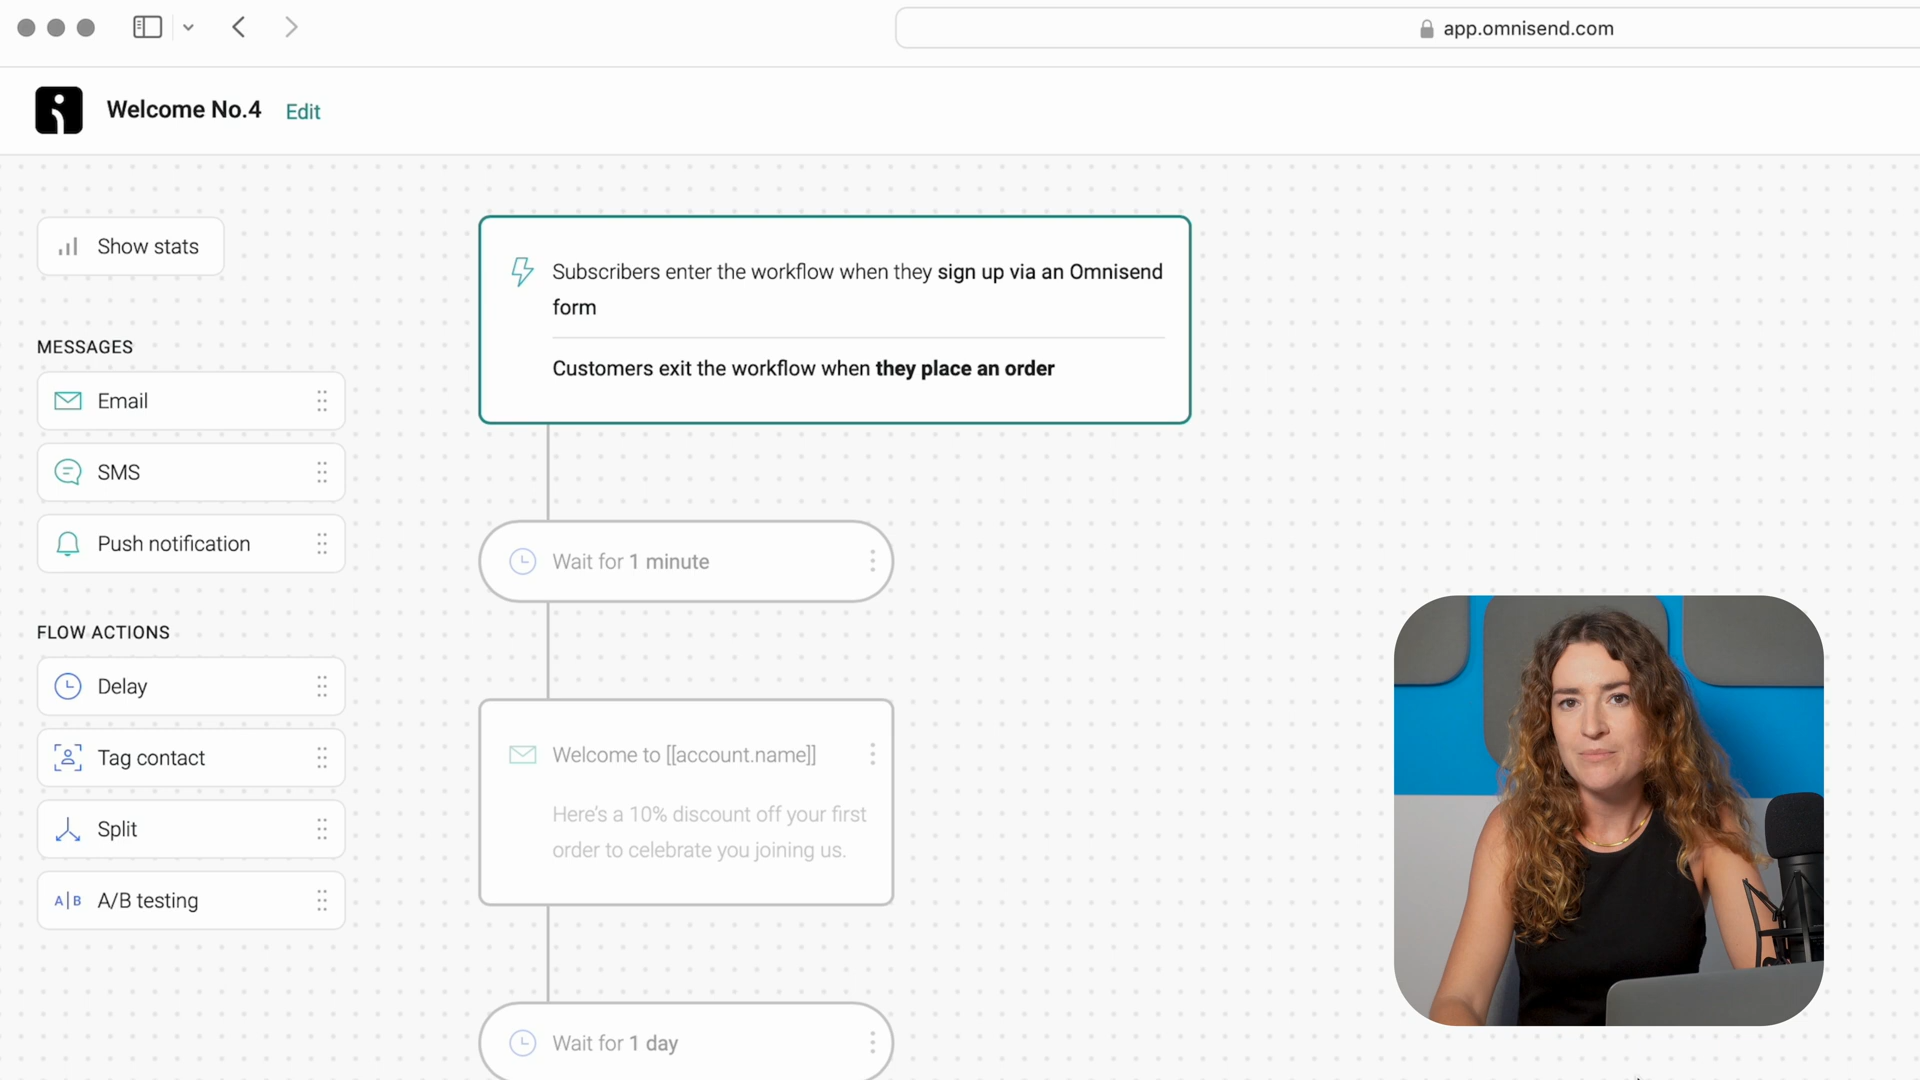 app.omnisend.com
Welcome No.4 Edit
Show stats
MESSAGES
Email
SMS
Push notification
FLOW ACTIONS
Delay
Tag contact
Split
A|B A/B testing
Subscribers enter the workflow when they sign up via an Omnisend
form
Customers exit the workflow when they place an order
Wait for 1 minute
Welcome to [[account.name]]
Here's a 10% discount off your first
order to celebrate you joining us.
Wait for 1 day